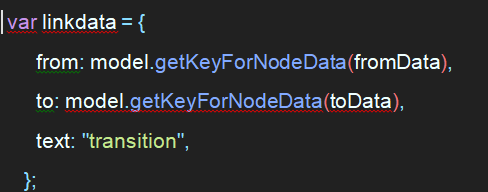 var linkdata = {
from: model.getKeyForNodeData(fromData),
to: model.getKeyForNodeData(toData),
text: "transition",
};